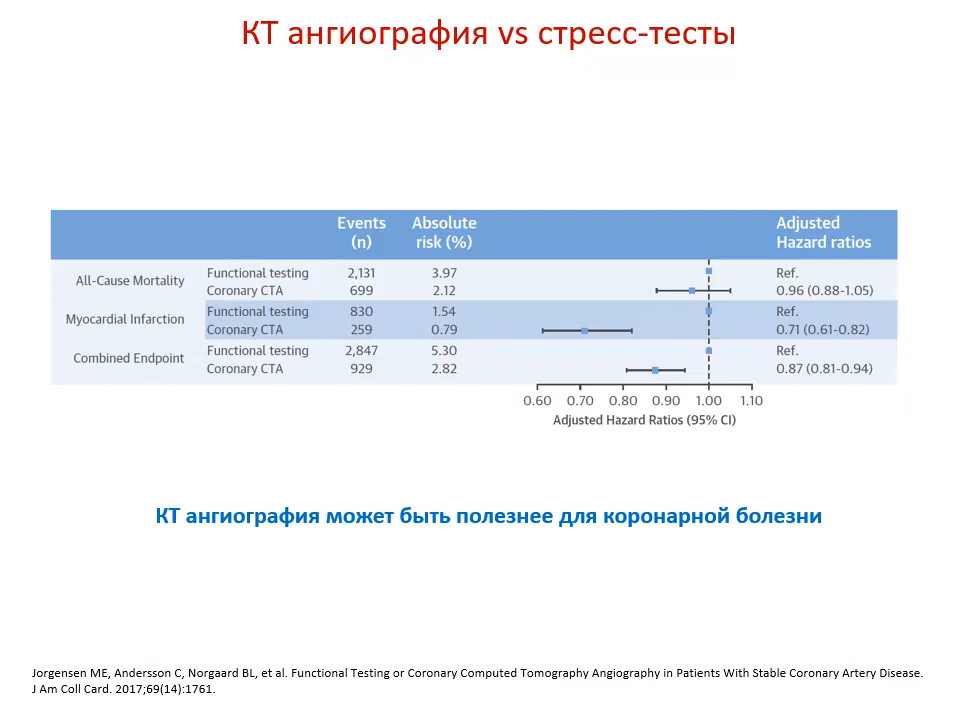 КТ ангиография vs стресс-тесты
Events (n)
Absolute risk (%)
Adjusted Hazard ratios
All-Cause Mortality
Functional testing 2,131 3.97 Ref.
Coronary CTA 699 2.12 0.96 (0.88-1.05)
Myocardial Infarction
Functional testing 830 1.54 Ref.
Coronary CTA 259 0.79 0.71 (0.61-0.82)
Combined Endpoint
Functional testing 2,847 5.30 Ref.
Coronary CTA 929 2.82 0.87 (0.81-0.94)
0.60 0.70 0.80 0.90 1.00 1.10
Adjusted Hazard Ratios (95% CI)
КТ ангиография может быть полезнее для коронарной болезни
Jorgensen ME, Andersson C, Norgaard BL, et al. Functional Testing or Coronary Computed Tomography Angiography in Patients With Stable Coronary Artery Disease.
J Am Coll Card. 2017;69(14):1761.